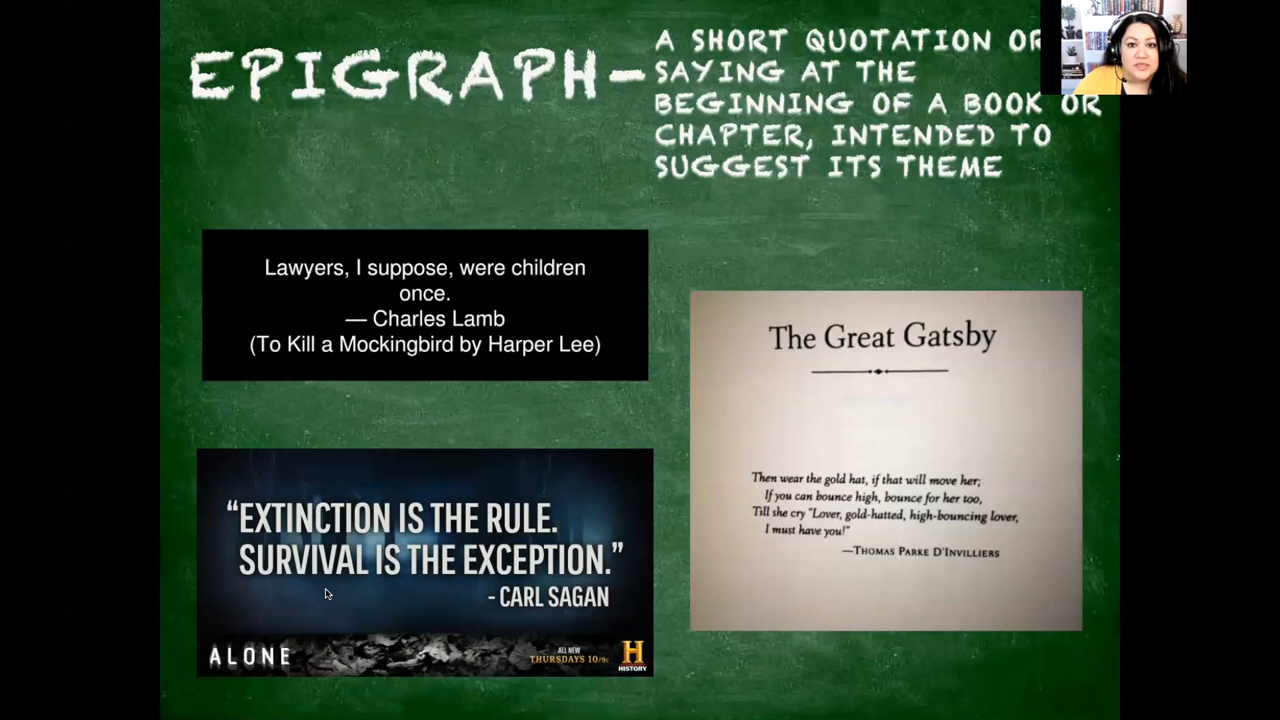 EPIGRAPH-
A SHORT QUOTATION OR
SAYING AT THE
BEGINNING OF A BOOK OR
CHAPTER, INTENDED TO
SUGGEST ITS THEME
Lawyers, I suppose, were children
once.
— Charles Lamb
(To Kill a Mockingbird by Harper Lee)
“EXTINCTION IS THE RULE.
SURVIVAL IS THE EXCEPTION.”
- CARL SAGAN
ALONE
ALL NEW
THURSDAYS 10/9c
H
HISTORY
The Great Gatsby
Then wear the gold hat, if that will move her;
If you can bounce high, bounce for her too,
Till she cry "Lover, gold-hatted, high-bouncing lover,
I must have you!"
—THOMAS PARKE D'INVILLIERS